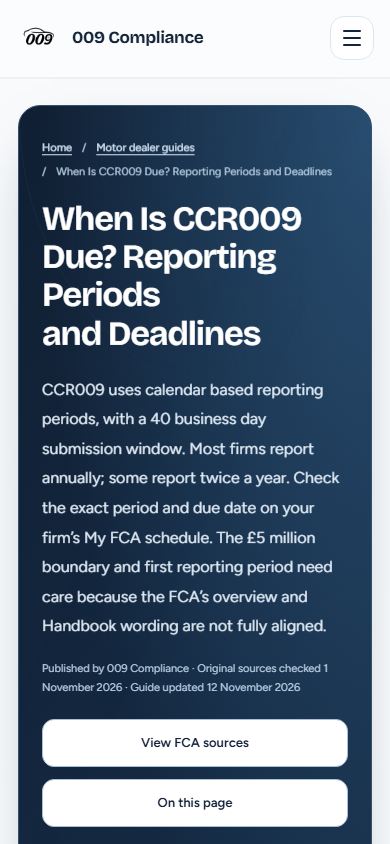 009
009 Compliance
Home / Motor dealer guides
/ When Is CCR009 Due? Reporting Periods and Deadlines
When Is CCR009
Due? Reporting
Periods
and Deadlines
CCR009 uses calendar based reporting
periods, with a 40 business day
submission window. Most firms report
annually; some report twice a year. Check
the exact period and due date on your
firm’s My FCA schedule. The £5 million
boundary and first reporting period need
care because the FCA’s overview and
Handbook wording are not fully aligned.
Published by 009 Compliance · Original sources checked 1
November 2026 · Guide updated 12 November 2026
View FCA sources
On this page